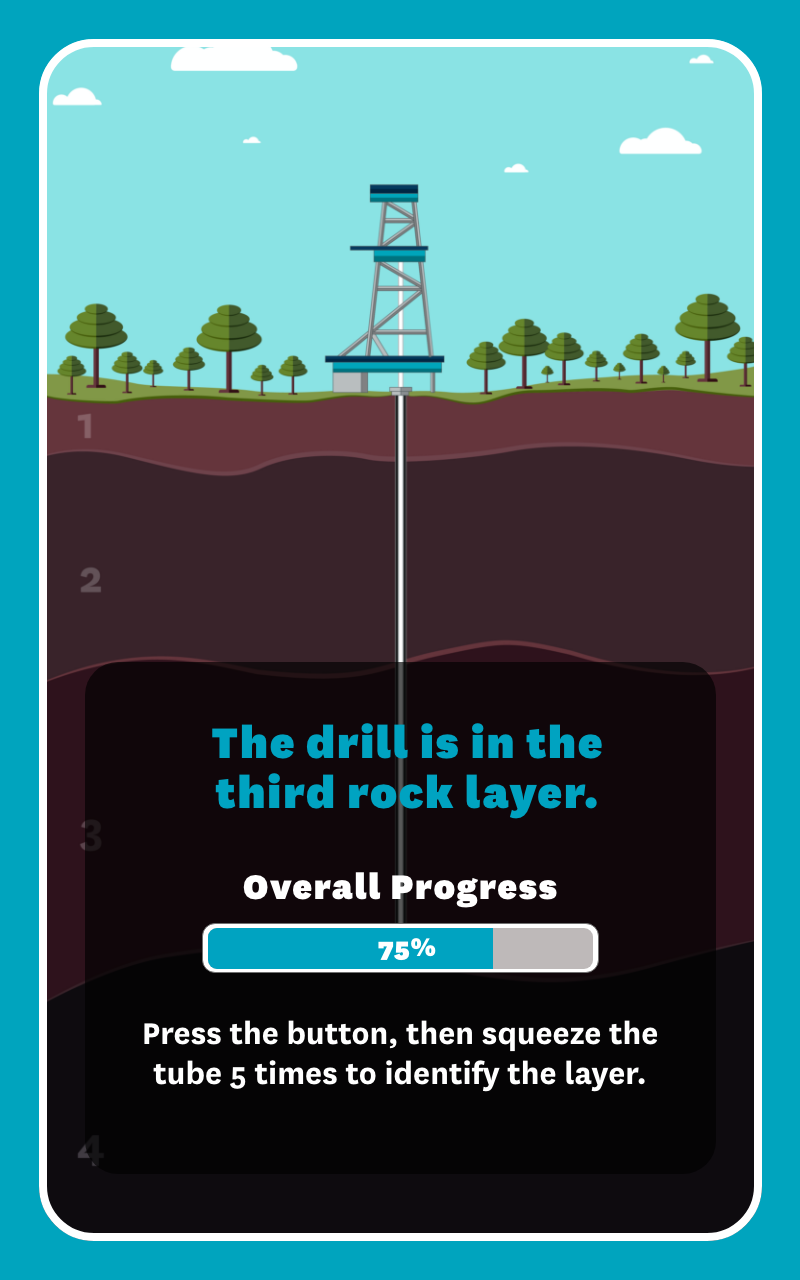 1
2
The drill is in the
third rock layer.
3
Overall Progress
75%
Press the button, then squeeze the
tube 5 times to identify the layer.
4